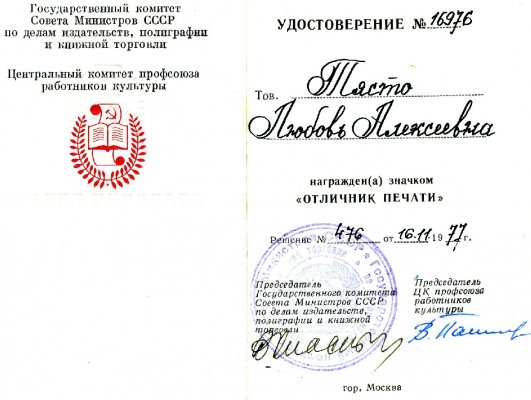 Государственный комитет
Совета Министров СССР
по делам издательств, полиграфии
и книжной торговли
Центральный комитет профсоюза
работников культуры
УДОСТОВЕРЕНИЕ № 16976
Тов. Тясто
Любовь Алексеевна
награжден(а) значком
«ОТЛИЧНИК ПЕЧАТИ»
Решение № 476 от 16.11 1977 г.
Председатель
Государственного комитета
Совета Министров СССР
по делам издательств,
полиграфии и книжной
торговли
Председатель
ЦК профсоюза
работников
культуры
гор. Москва